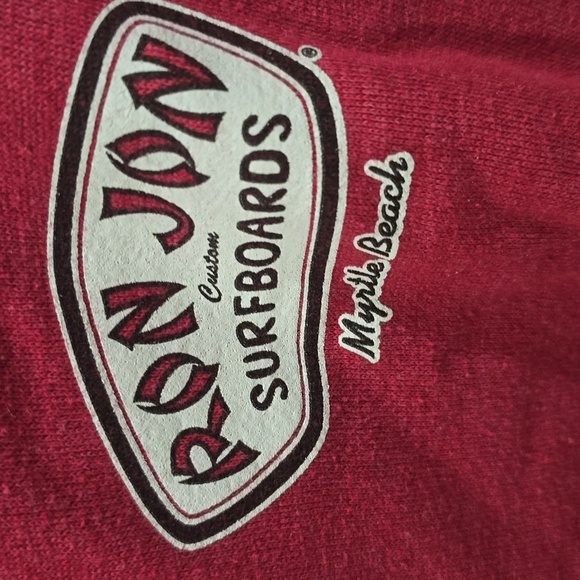 RON JON
Custom
SURFBOARDS
®
Myrtle Beach